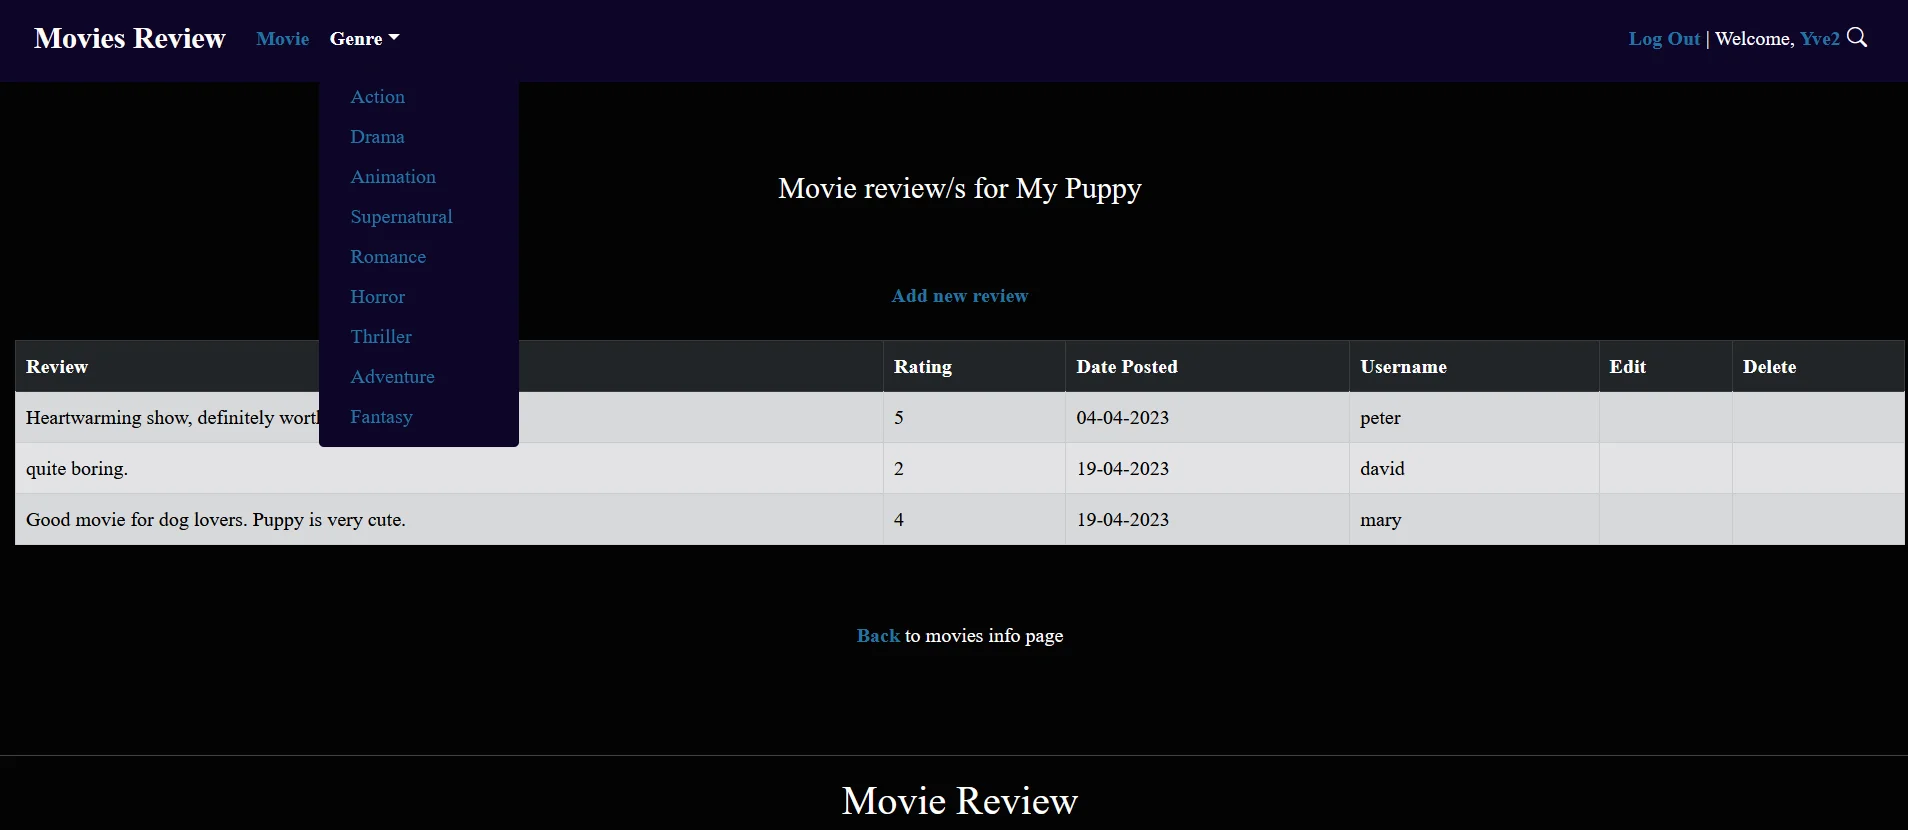 Movies Review Movie Genre Log Out | Welcome, Yve2
Action
Drama
Animation
Supernatural
Romance
Horror
Thriller
Adventure
Fantasy
Movie review/s for My Puppy
Add new review
Review Rating Date Posted Username Edit Delete
Heartwarming show, definitely 5 04-04-2023 peter
quite boring. 2 19-04-2023 david
Good movie for dog lovers. Puppy is very cute. 4 19-04-2023 mary
Back to movies info page
Movie Review